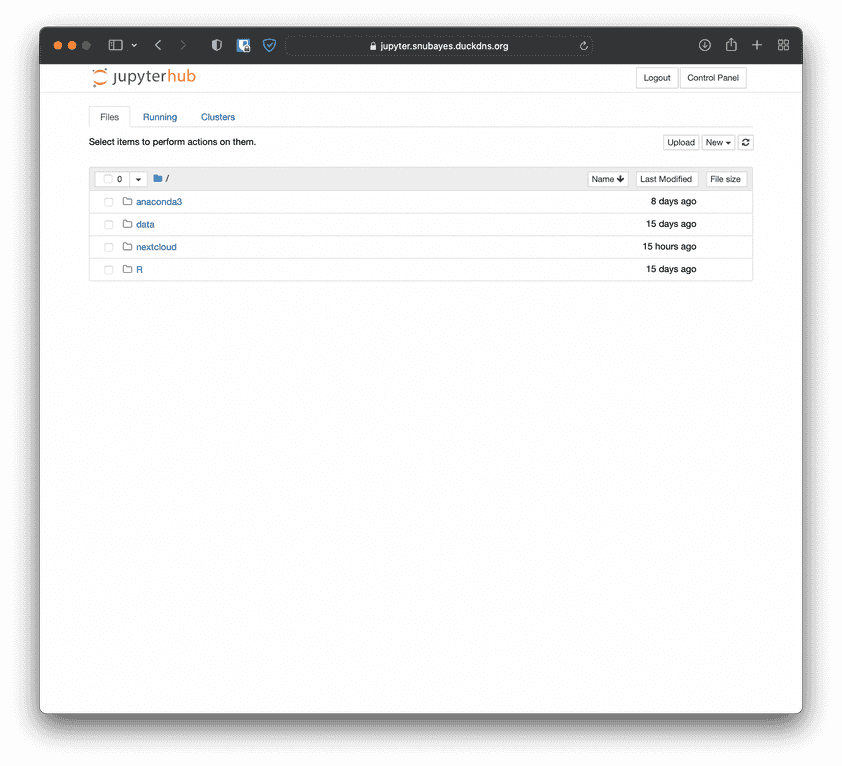 jupyter.snubayes.duckdns.org
jupyterhub
Logout Control Panel
Files Running Clusters
Select items to perform actions on them.
Upload New
0 / Name Last Modified File size
anaconda3 8 days ago
data 15 days ago
nextcloud 15 hours ago
R 15 days ago